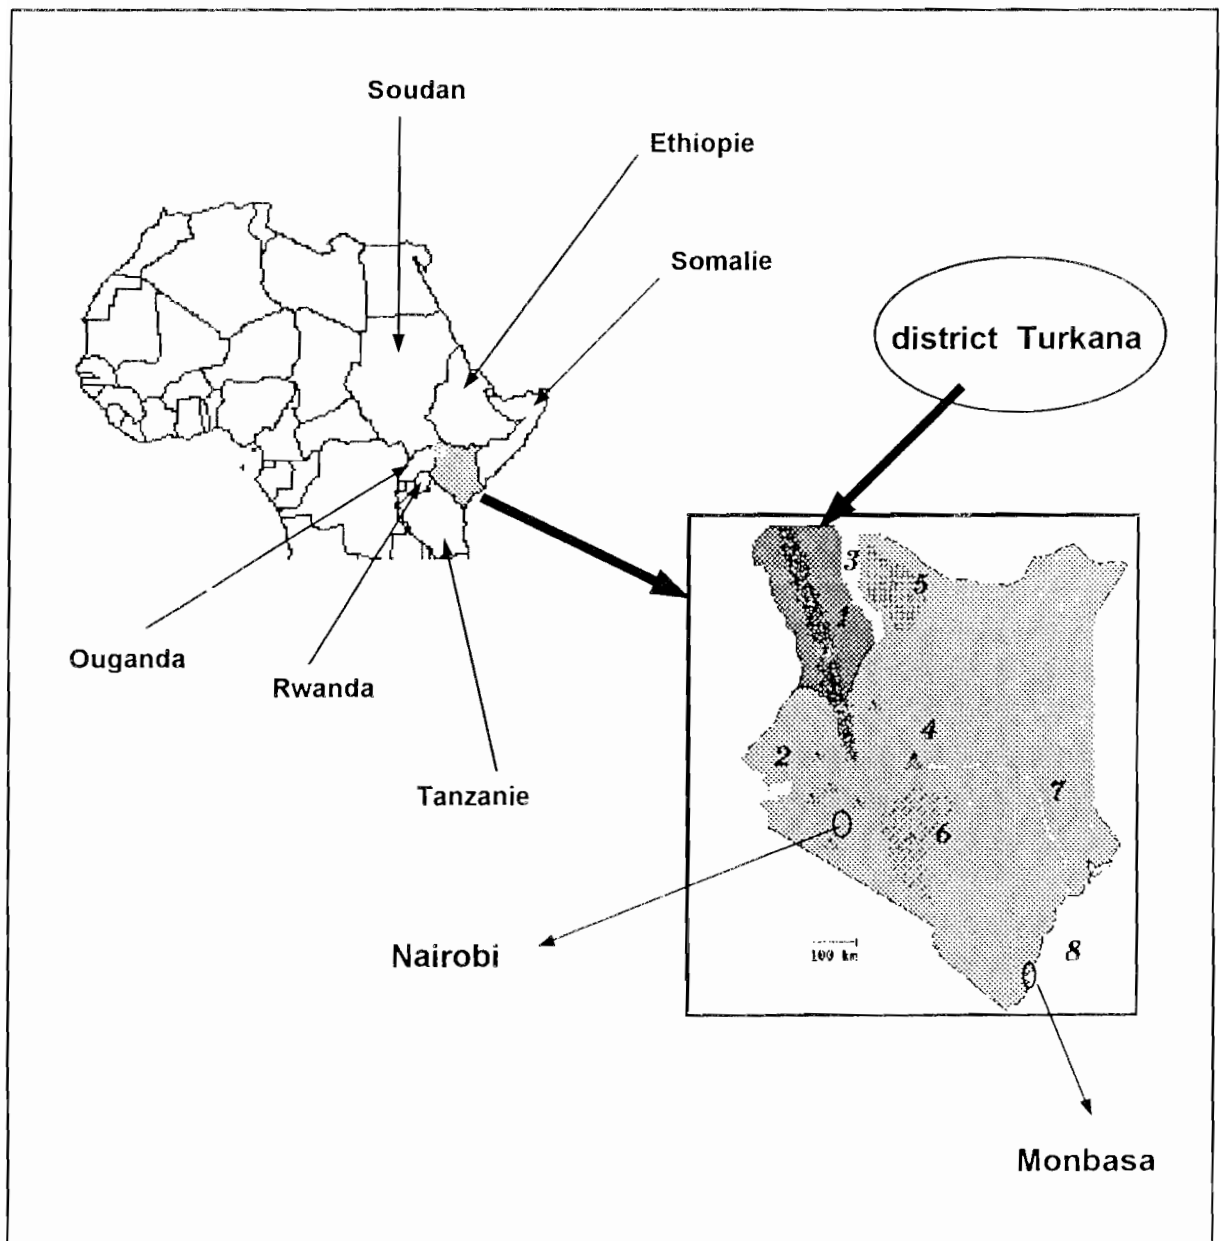 Soudan
Ethiopie
Somalie
district Turkana
3
5
1
4
2
7
6
Ouganda
Rwanda
Tanzanie
Nairobi
100 km
8
Monbasa